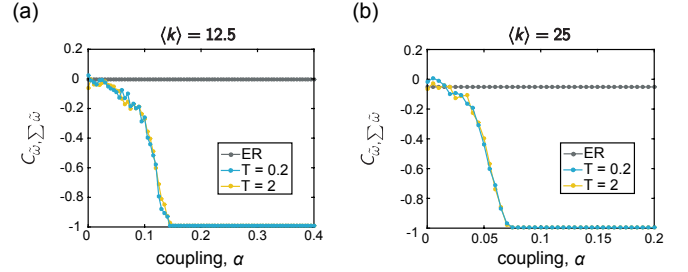 (a)
⟨k⟩ = 12.5
0.2
0
-0.2
-0.4
-0.6
-0.8
-1
C_{ω̃,∑ω̃}
ER
T = 0.2
T = 2
0 0.1 0.2 0.3 0.4
coupling, α
(b)
⟨k⟩ = 25
0.2
0
-0.2
-0.4
-0.6
-0.8
-1
C_{ω̃,∑ω̃}
ER
T = 0.2
T = 2
0 0.05 0.1 0.15 0.2
coupling, α